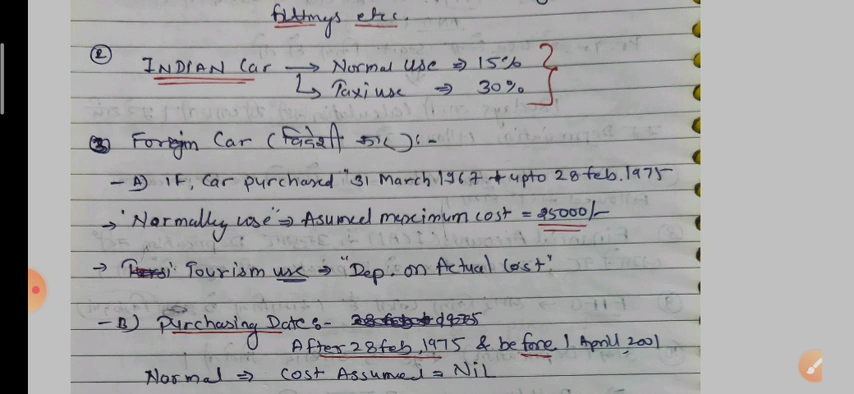 fittings etc.
② INDIAN Car → Normal Use ⇒ 15%
↳ Taxi use ⇒ 30%
③ Foreign Car (विदेशी कार):-
- A) If, Car purchased "31 March 1967 & upto 28 feb. 1975
→ "Normally use" ⇒ Asumed maximum cost = 25000/-
→ Tourism use ⇒ "Dep. on Actual Cost"
- B) Purchasing Date:-
After 28 feb, 1975 & before 1 April, 2001
Normal ⇒ Cost Assumed = NiL